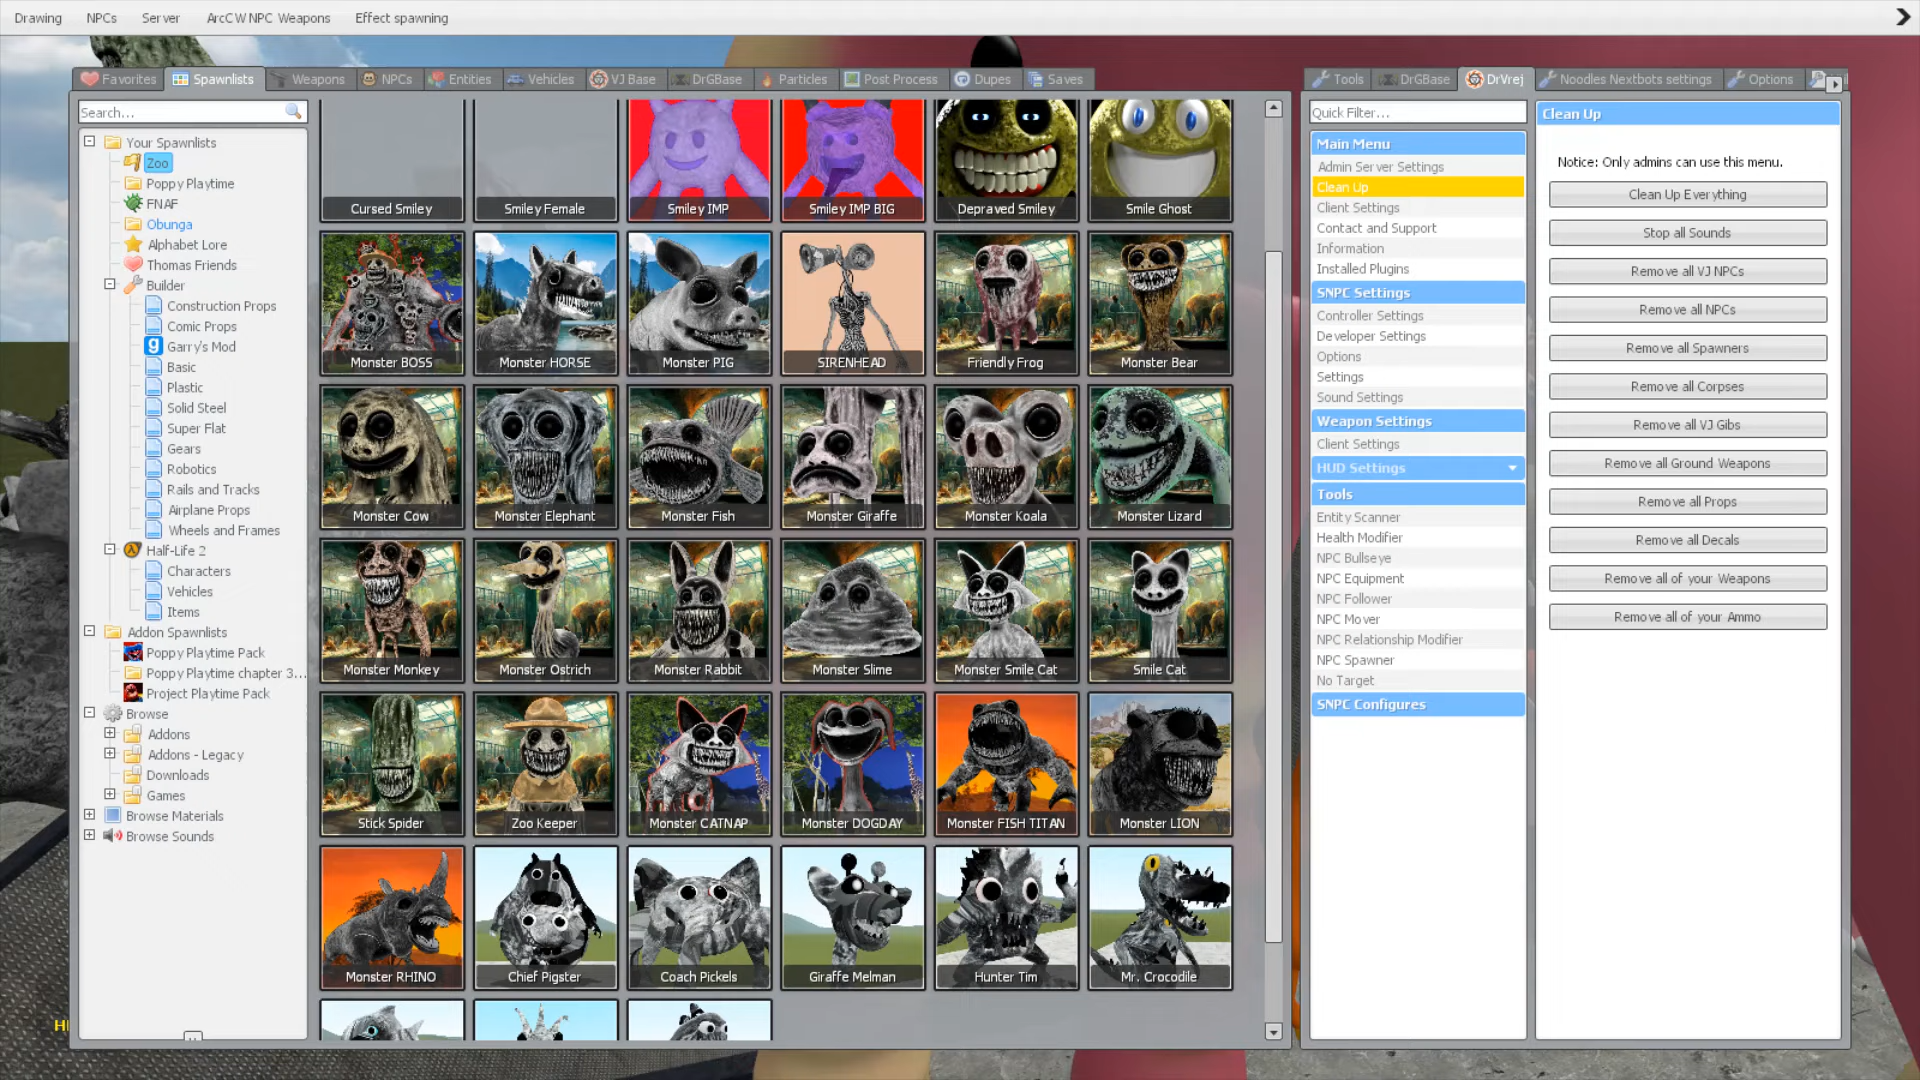 Drawing
NPCs
Server
ArcCW NPC Weapons
Effect spawning
Favorites
Spawnlists
Weapons
NPCs
Entities
Vehicles
VJ Base
DrGBase
Particles
Post Process
Dupes
Saves
Search...
Your Spawnlists
Zoo
Poppy Playtime
FNAF
Obunga
Alphabet Lore
Thomas Friends
Builder
Construction Props
Comic Props
Garry's Mod
Basic
Plastic
Solid Steel
Super Flat
Gears
Robotics
Rails and Tracks
Airplane Props
Wheels and Frames
Half-Life 2
Characters
Vehicles
Items
Addon Spawnlists
Poppy Playtime Pack
Poppy Playtime chapter 3...
Project Playtime Pack
Browse
Addons
Addons - Legacy
Downloads
Games
Browse Materials
Browse Sounds
Cursed Smiley
Smiley Female
Smiley IMP
Smiley IMP BIG
Depraved Smiley
Smile Ghost
Monster BOSS
Monster HORSE
Monster PIG
SIRENHEAD
Friendly Frog
Monster Bear
Monster Cow
Monster Elephant
Monster Fish
Monster Giraffe
Monster Koala
Monster Lizard
Monster Monkey
Monster Ostrich
Monster Rabbit
Monster Slime
Monster Smile Cat
Smile Cat
Stick Spider
Zoo Keeper
Monster CATNAP
Monster DOGDAY
Monster FISH TITAN
Monster LION
Monster RHINO
Chief Pigster
Coach Pickels
Giraffe Melman
Hunter Tim
Mr. Crocodile
Tools
DrGBase
DrVrej
Noodles Nextbots settings
Options
Quick Filter...
Main Menu
Admin Server Settings
Clean Up
Client Settings
Contact and Support
Information
Installed Plugins
SNPC Settings
Controller Settings
Developer Settings
Options
Settings
Sound Settings
Weapon Settings
Client Settings
HUD Settings
Tools
Entity Scanner
Health Modifier
NPC Bullseye
NPC Equipment
NPC Follower
NPC Mover
NPC Relationship Modifier
NPC Spawner
No Target
SNPC Configures
Clean Up
Notice: Only admins can use this menu.
Clean Up Everything
Stop all Sounds
Remove all VJ NPCs
Remove all NPCs
Remove all Spawners
Remove all Corpses
Remove all VJ Gibs
Remove all Ground Weapons
Remove all Props
Remove all Decals
Remove all of your Weapons
Remove all of your Ammo